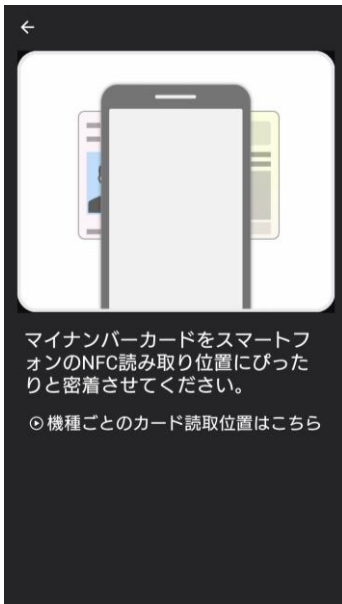 マイナンバーカードをスマートフ
ォンのNFC読み取り位置にぴった
りと密着させてください。
機種ごとのカード読取位置はこちら